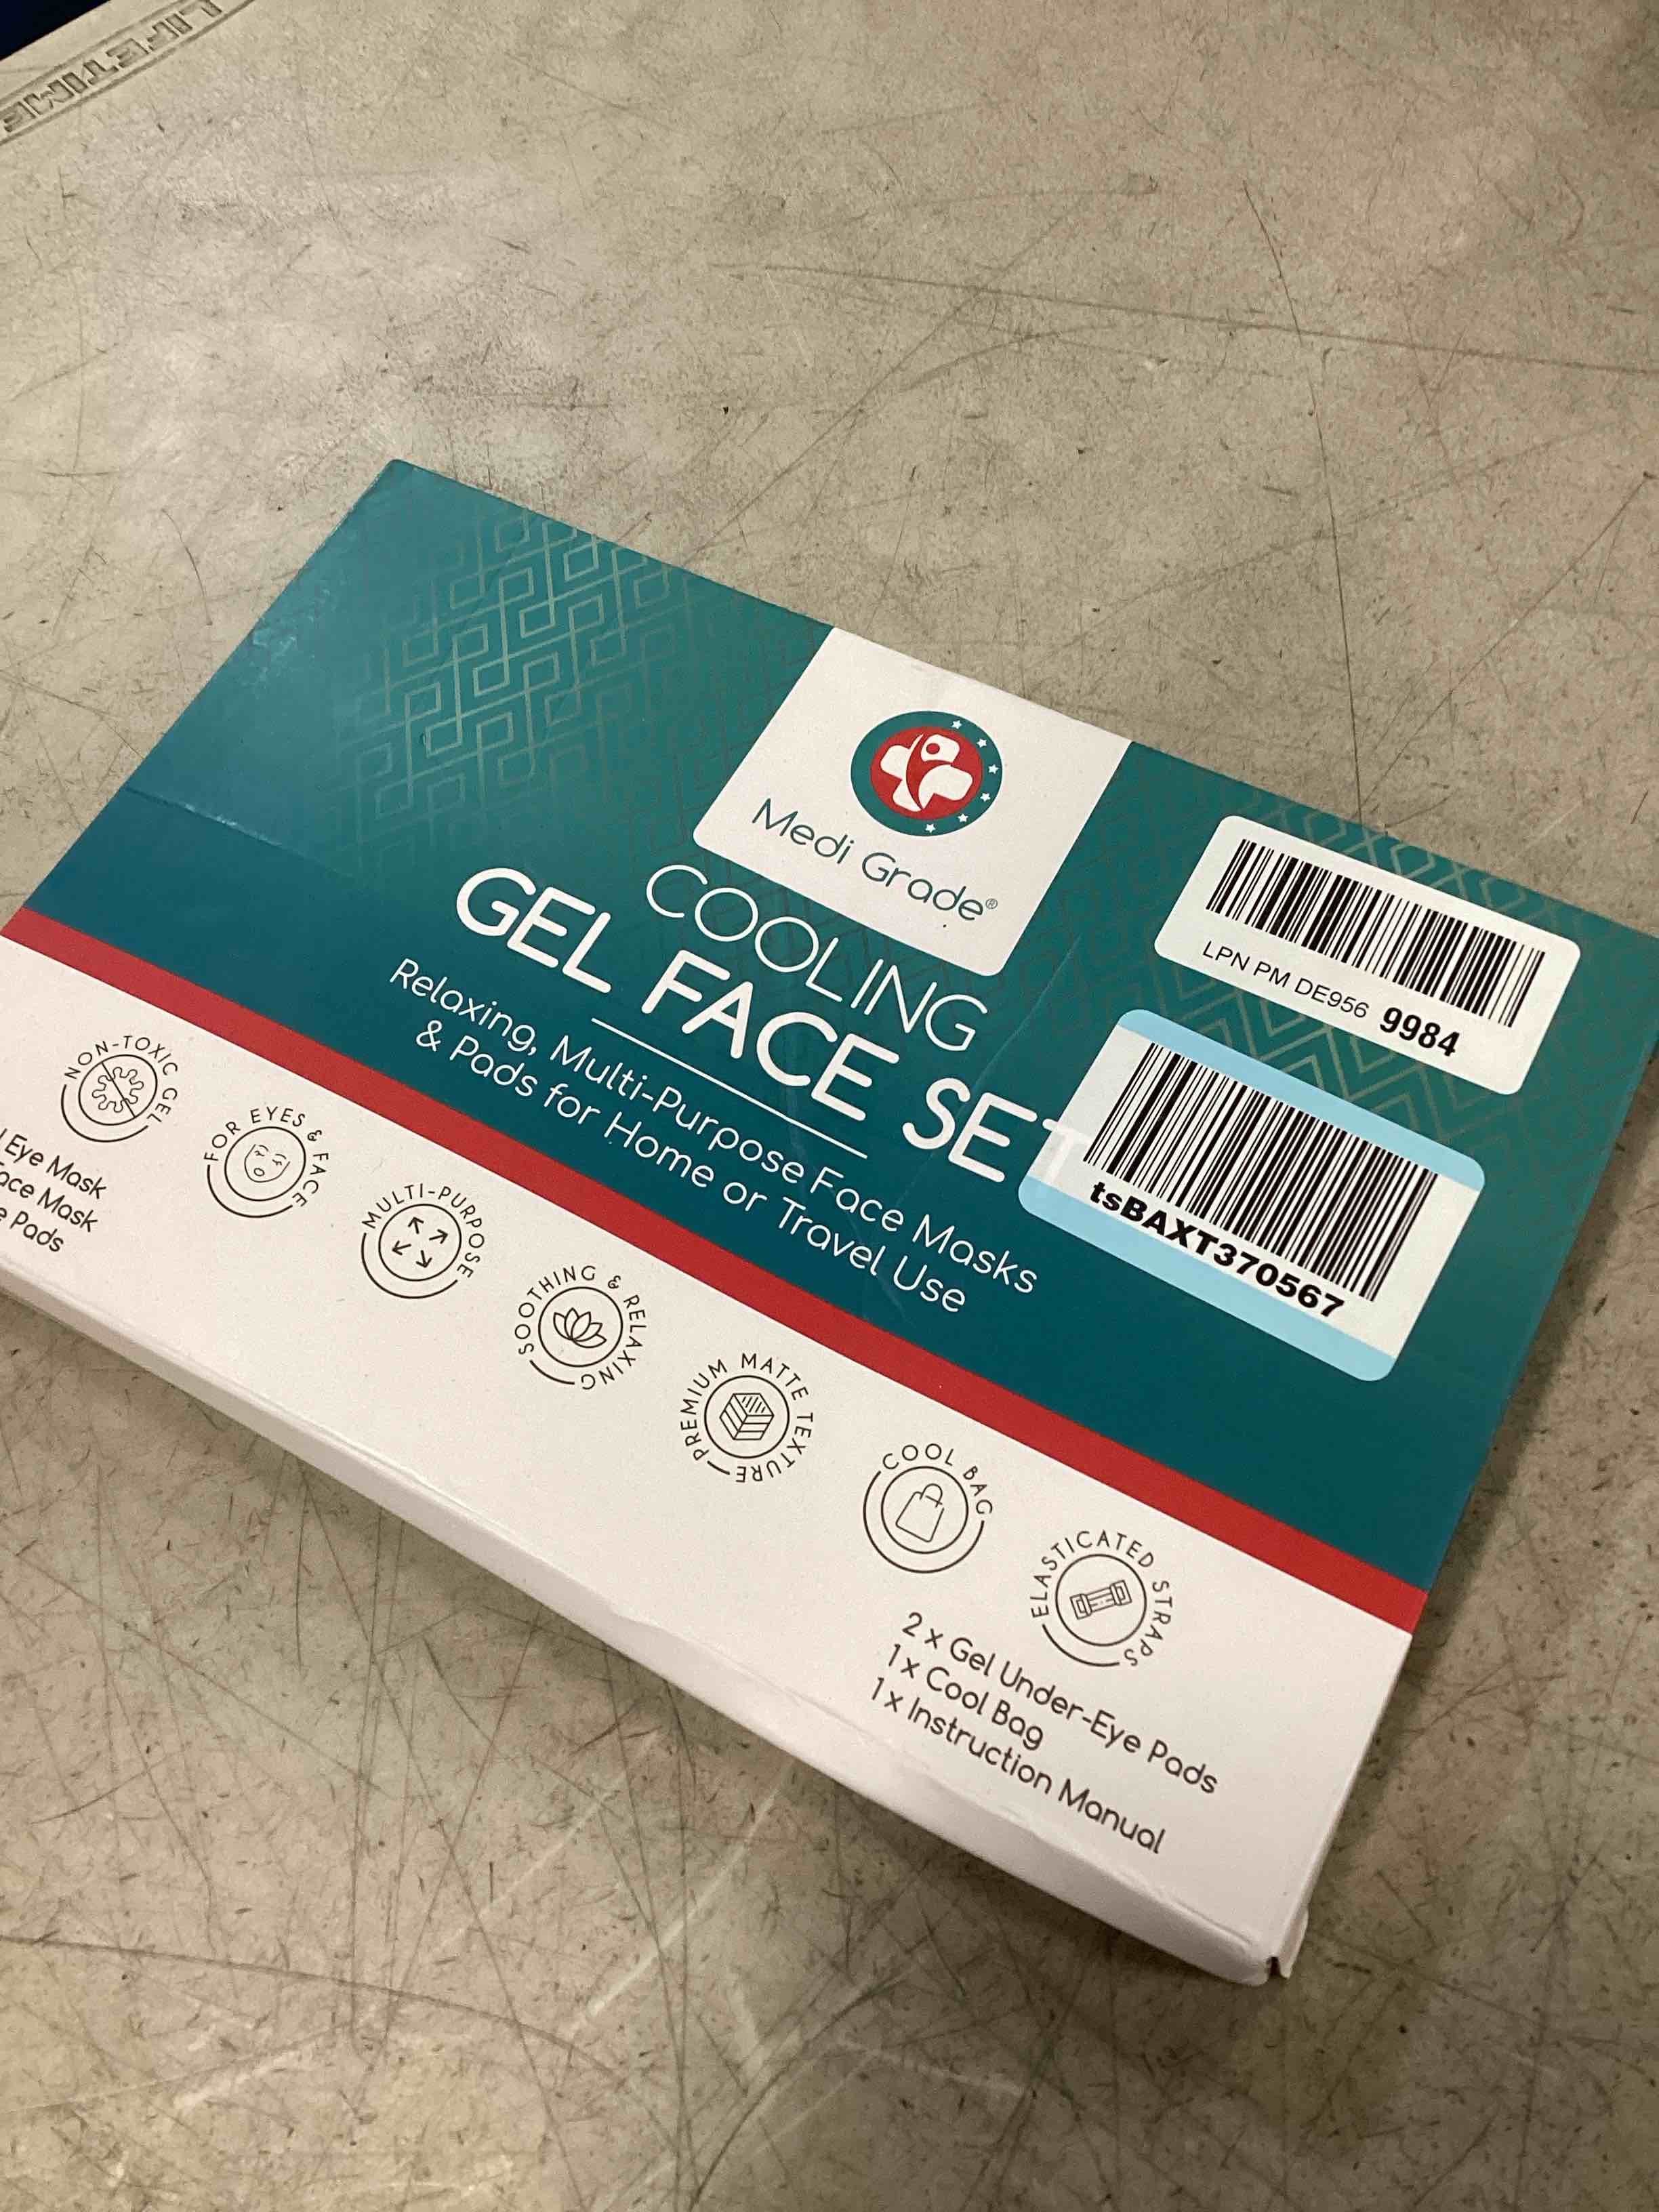 LIFETIME
Medi Grade®
COOLING
GEL FACE SET
Relaxing, Multi-Purpose Face Masks
& Pads for Home or Travel Use
LPN PM DE956 9984
tsBAXT370567
NON-TOXIC GEL
FOR EYES & FACE
MULTI-PURPOSE
SOOTHING & RELAXING
PREMIUM MATTE TEXTURE
COOL BAG
ELASTICATED STRAPS
Eye Mask
Mask
Pads
2 x Gel Under-Eye Pads
1 x Cool Bag
1 x Instruction Manual